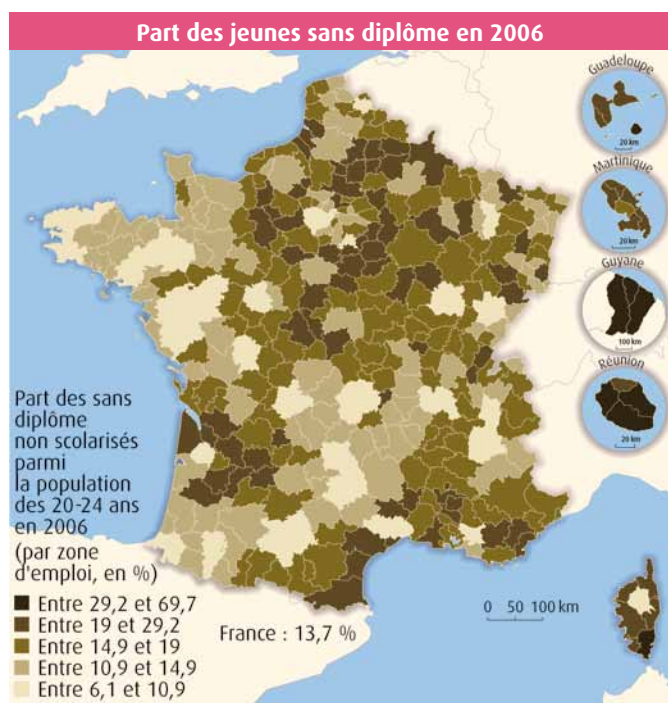 Part des jeunes sans diplôme en 2006
Guadeloupe
20 km
Martinique
20 km
Guyane
100 km
Réunion
20 km
Part des sans
diplôme
non scolarisés
parmi
la population
des 20-24 ans
en 2006
(par zone
d'emploi, en %)
Entre 29,2 et 69,7
Entre 19 et 29,2
Entre 14,9 et 19
Entre 10,9 et 14,9
Entre 6,1 et 10,9
France : 13,7 %
0 50 100 km